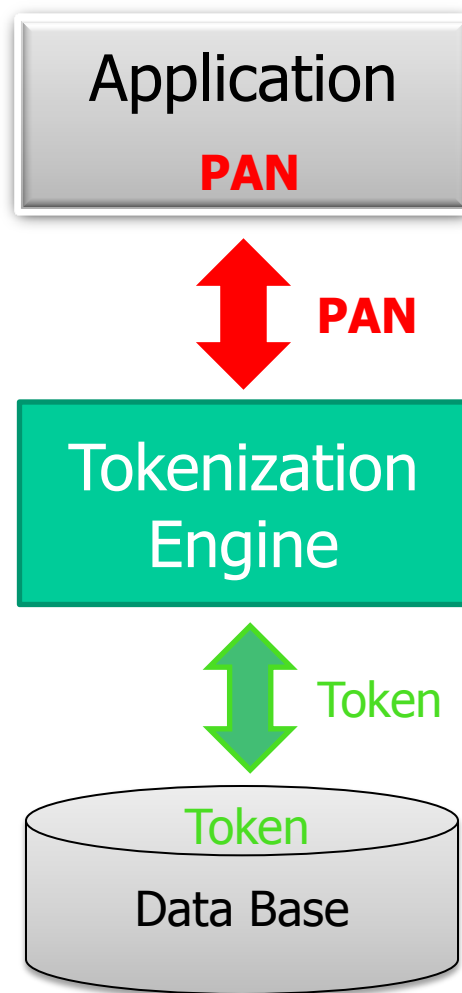 Application
PAN
PAN
Tokenization
Engine
Token
Token
Data Base